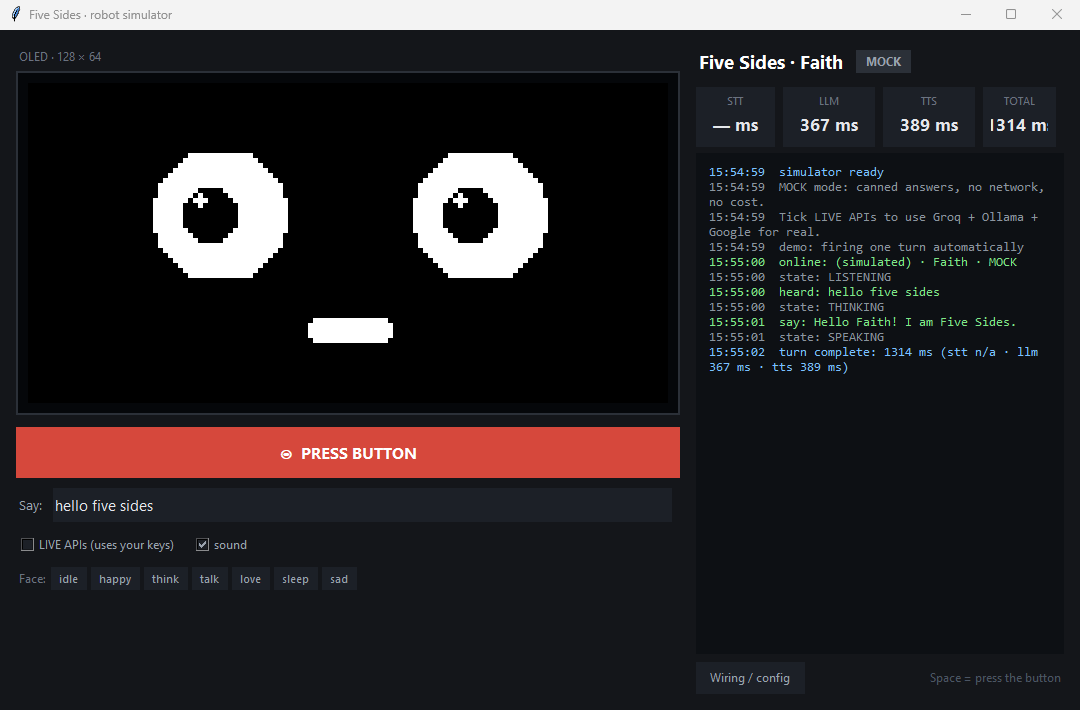 Five Sides · robot simulator
OLED · 128 × 64
PRESS BUTTON
Say: hello five sides
LIVE APIs (uses your keys) sound
Face: idle happy think talk love sleep sad
Five Sides · Faith MOCK
STT LLM TTS TOTAL
— ms 367 ms 389 ms 1314 m
15:54:59 simulator ready
15:54:59 MOCK mode: canned answers, no network,
no cost.
15:54:59 Tick LIVE APIs to use Groq + Ollama +
Google for real.
15:54:59 demo: firing one turn automatically
15:55:00 online: (simulated) · Faith · MOCK
15:55:00 state: LISTENING
15:55:00 heard: hello five sides
15:55:00 state: THINKING
15:55:01 say: Hello Faith! I am Five Sides.
15:55:01 state: SPEAKING
15:55:02 turn complete: 1314 ms (stt n/a · llm
367 ms · tts 389 ms)
Wiring / config
Space = press the button